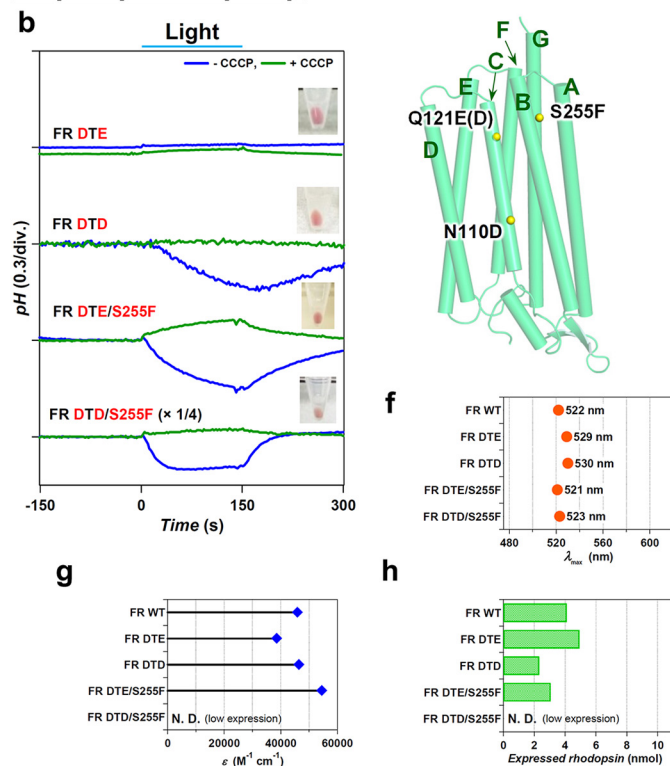 b
Light
- CCCP, + CCCP
FR DTE
FR DTD
FR DTE/S255F
FR DTD/S255F (× 1/4)
pH (0.3/div.)
-150 0 150 300
Time (s)
F
G
C
E
B
A
Q121E(D)
S255F
D
N110D
f
FR WT
522 nm
FR DTE
529 nm
FR DTD
530 nm
FR DTE/S255F
521 nm
FR DTD/S255F
523 nm
480 520 560 600
λmax (nm)
g
FR WT
FR DTE
FR DTD
FR DTE/S255F
FR DTD/S255F
N. D. (low expression)
0 20000 40000 60000
ε (M⁻¹ cm⁻¹)
h
FR WT
FR DTE
FR DTD
FR DTE/S255F
FR DTD/S255F
N. D. (low expression)
0 2 4 6 8 10
Expressed rhodopsin (nmol)